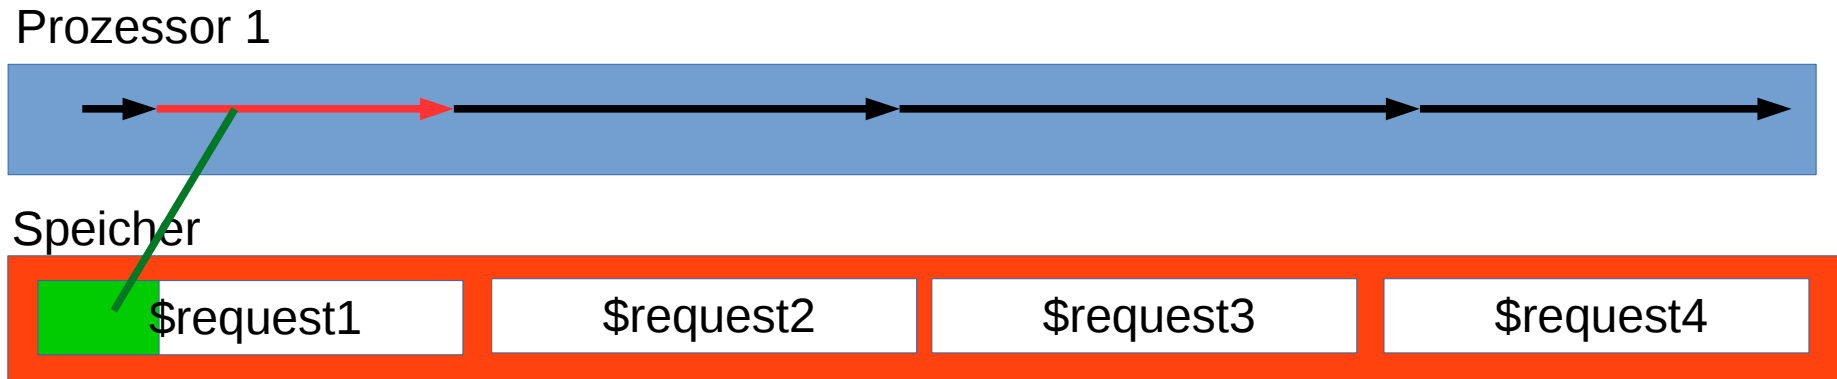 Prozessor 1
Speicher
$request1
$request2
$request3
$request4